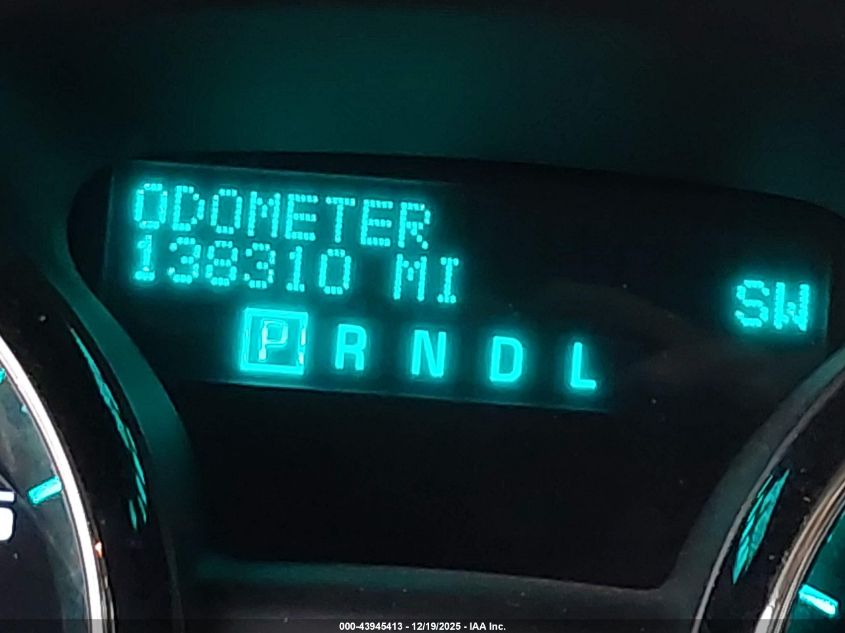 ODOMETER
138310 MI
SW
P R N D L
000-43945413 - 12/19/2025 - IAA Inc.